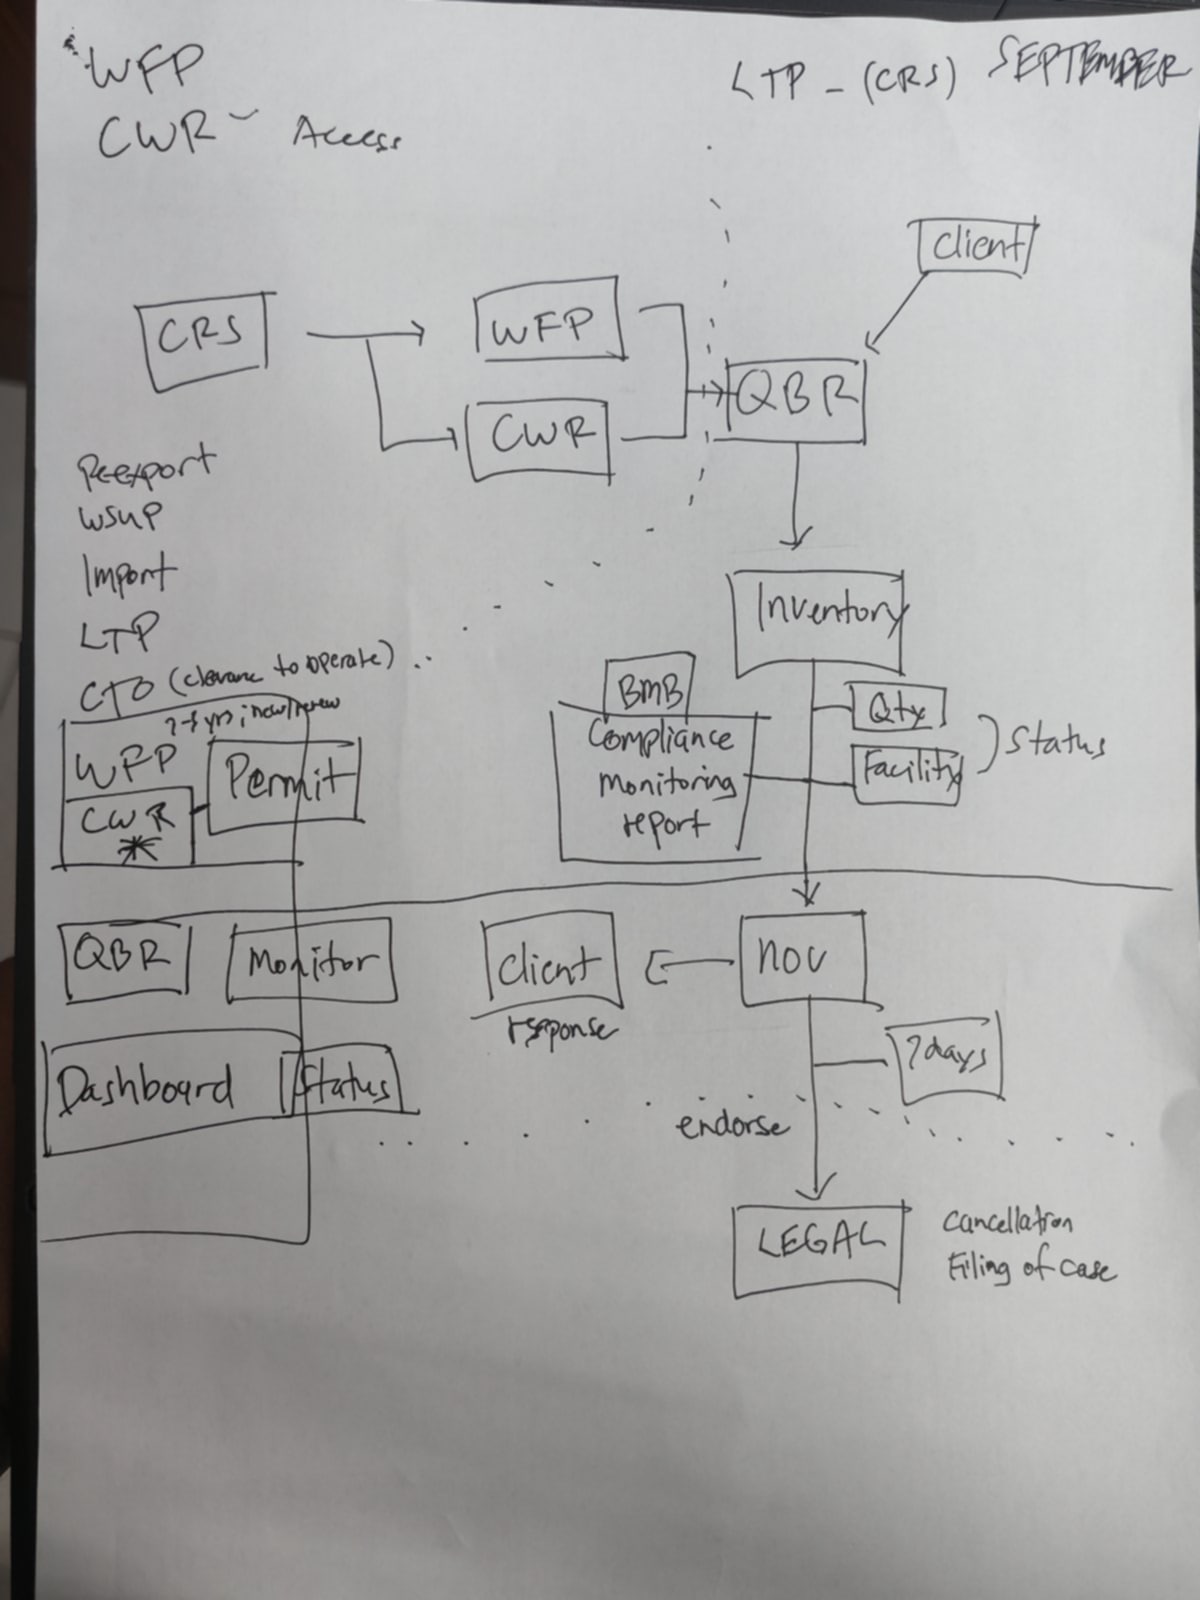 WFP
CWR - Access
LTP - (CRS) SEPTEMBER
Client
CRS
WFP
CWR
QBR
Reexport
WSUP
Import
LTP
CTO (clearance to operate) ..
yrs; new/renew
WFP
CWR
*
Permit
Inventory
BMB
Compliance
monitoring
report
Qty
Facility
Status
QBR
Monitor
Client
response
NOV
7days
Dashboard
Status
endorse
LEGAL
Cancellation
Filing of case